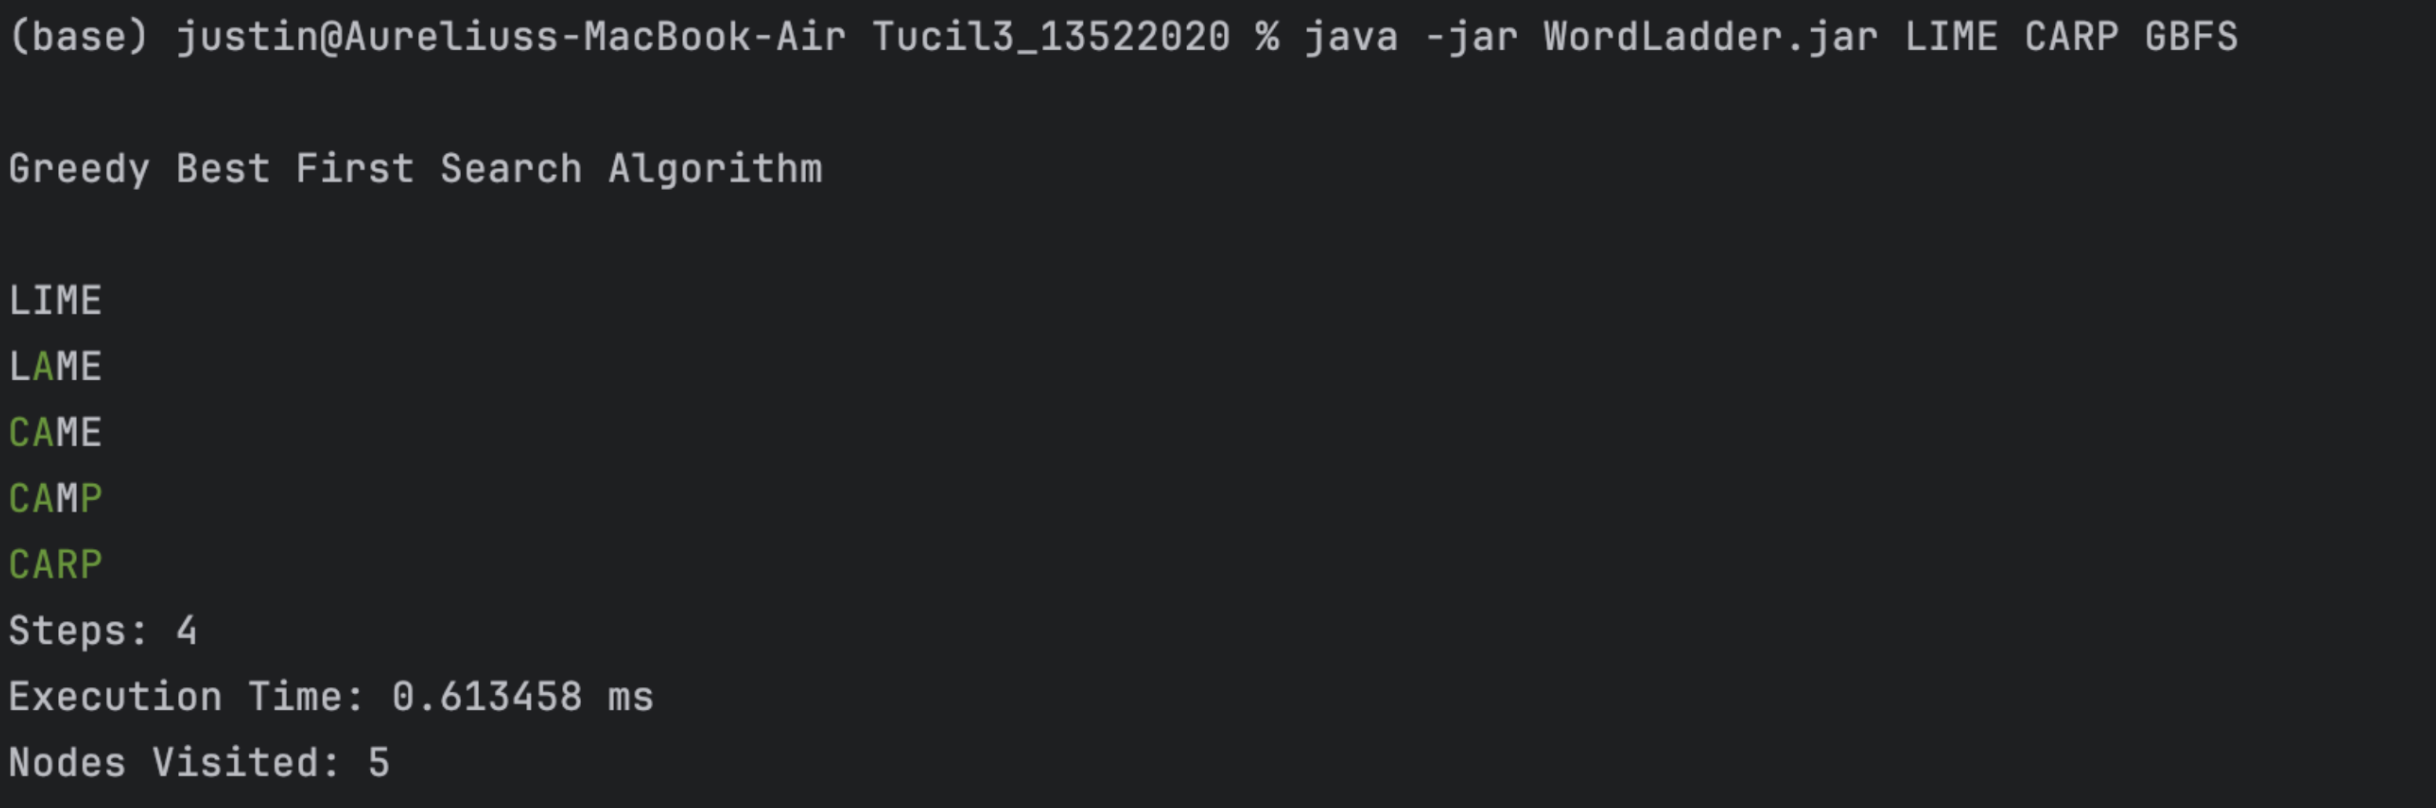 (base) justin@Aureliuss-MacBook-Air Tucil3_13522020 % java -jar WordLadder.jar LIME CARP GBFS
Greedy Best First Search Algorithm
LIME
LAME
CAME
CAMP
CARP
Steps: 4
Execution Time: 0.613458 ms
Nodes Visited: 5